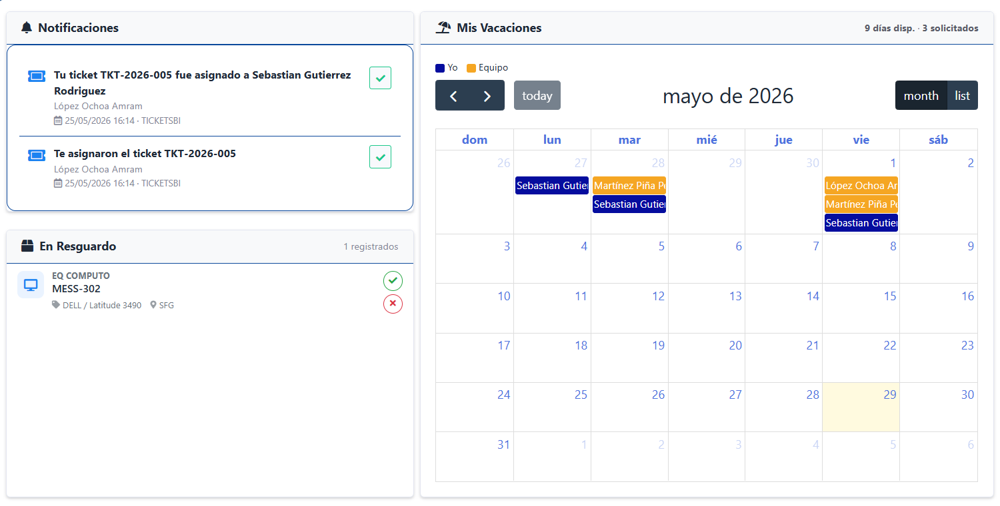 Notificaciones
Tu ticket TKT-2026-005 fue asignado a Sebastian Gutierrez
Rodriguez
López Ochoa Amram
25/05/2026 16:14 · TICKETSBI
Te asignaron el ticket TKT-2026-005
López Ochoa Amram
25/05/2026 16:14 · TICKETSBI
En Resguardo 1 registrados
EQ COMPUTO
MESS-302
DELL / Latitude 3490 SFG
Mis Vacaciones 9 días disp. · 3 solicitados
Yo Equipo
today mayo de 2026 month list
dom lun mar mié jue vie sáb
26 27 28 29 30 1 2
Sebastian Gutier Martínez Piña Pe López Ochoa Ar
Sebastian Gutier Martínez Piña Pe
Sebastian Gutier
3 4 5 6 7 8 9
10 11 12 13 14 15 16
17 18 19 20 21 22 23
24 25 26 27 28 29 30
31 1 2 3 4 5 6